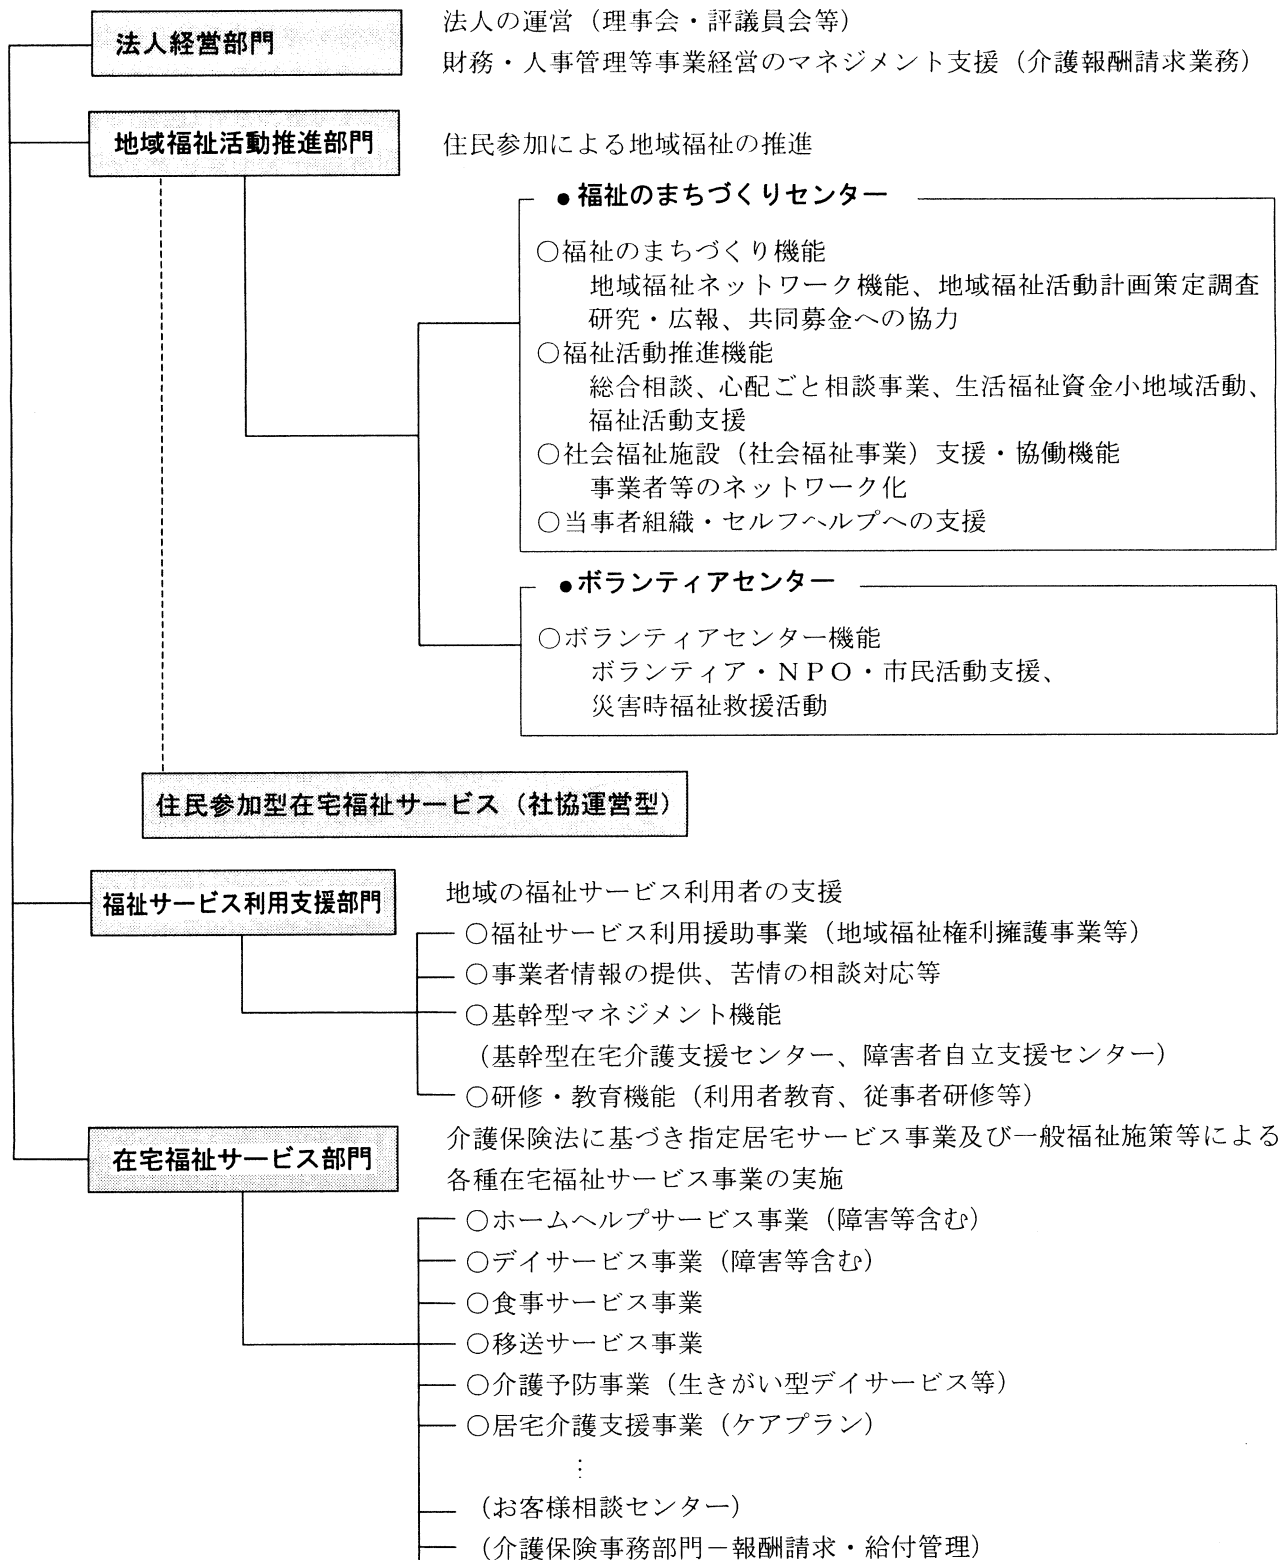 法人経営部門
法人の運営（理事会・評議員会等）
財務・人事管理等事業経営のマネジメント支援（介護報酬請求業務）
地域福祉活動推進部門
住民参加による地域福祉の推進
●福祉のまちづくりセンター
○福祉のまちづくり機能
地域福祉ネットワーク機能、地域福祉活動計画策定調査
研究・広報、共同募金への協力
○福祉活動推進機能
総合相談、心配ごと相談事業、生活福祉資金小地域活動、
福祉活動支援
○社会福祉施設（社会福祉事業）支援・協働機能
事業者等のネットワーク化
○当事者組織・セルフヘルプへの支援
●ボランティアセンター
○ボランティアセンター機能
ボランティア・ＮＰＯ・市民活動支援、
災害時福祉救援活動
住民参加型在宅福祉サービス（社協運営型）
福祉サービス利用支援部門
地域の福祉サービス利用者の支援
○福祉サービス利用援助事業（地域福祉権利擁護事業等）
○事業者情報の提供、苦情の相談対応等
○基幹型マネジメント機能
（基幹型在宅介護支援センター、障害者自立支援センター）
○研修・教育機能（利用者教育、従事者研修等）
在宅福祉サービス部門
介護保険法に基づき指定居宅サービス事業及び一般福祉施策等による
各種在宅福祉サービス事業の実施
○ホームヘルプサービス事業（障害等含む）
○デイサービス事業（障害等含む）
○食事サービス事業
○移送サービス事業
○介護予防事業（生きがい型デイサービス等）
○居宅介護支援事業（ケアプラン）
⋮
（お客様相談センター）
（介護保険事務部門－報酬請求・給付管理）